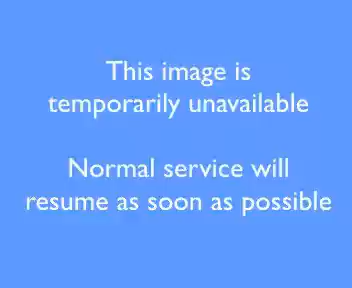 This image is
temporarily unavailable
Normal service will
resume as soon as possible